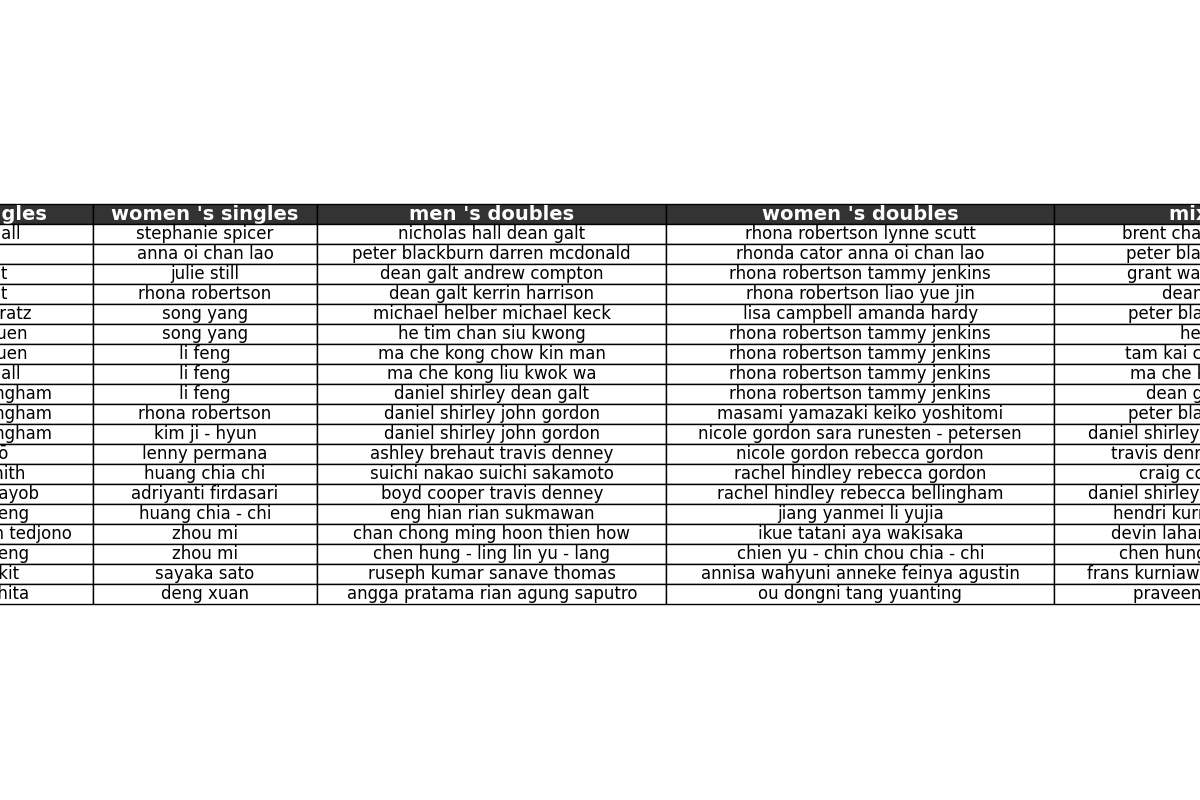 gles women 's singles men 's doubles women 's doubles mix
all stephanie spicer nicholas hall dean galt rhona robertson lynne scutt brent cha
anna oi chan lao peter blackburn darren mcdonald rhonda cator anna oi chan lao peter bla
t julie still dean galt andrew compton rhona robertson tammy jenkins grant wa
t rhona robertson dean galt kerrin harrison rhona robertson liao yue jin dean
ratz song yang michael helber michael keck lisa campbell amanda hardy peter bla
uen song yang he tim chan siu kwong rhona robertson tammy jenkins he
uen li feng ma che kong chow kin man rhona robertson tammy jenkins tam kai c
all li feng ma che kong liu kwok wa rhona robertson tammy jenkins ma che k
ngham li feng daniel shirley dean galt rhona robertson tammy jenkins dean g
ngham rhona robertson daniel shirley john gordon masami yamazaki keiko yoshitomi peter bla
ngham kim ji - hyun daniel shirley john gordon nicole gordon sara runesten - petersen daniel shirley
o lenny permana ashley brehaut travis denney nicole gordon rebecca gordon travis denn
nith huang chia chi suichi nakao suichi sakamoto rachel hindley rebecca gordon craig co
ayob adriyanti firdasari boyd cooper travis denney rachel hindley rebecca bellingham daniel shirley
eng huang chia - chi eng hian rian sukmawan jiang yanmei li yujia hendri kur
n tedjono zhou mi chan chong ming hoon thien how ikue tatani aya wakisaka devin laha
eng zhou mi chen hung - ling lin yu - lang chien yu - chin chou chia - chi chen hung
kit sayaka sato ruseph kumar sanave thomas annisa wahyuni anneke feinya agustin frans kurniaw
hita deng xuan angga pratama rian agung saputro ou dongni tang yuanting praveen